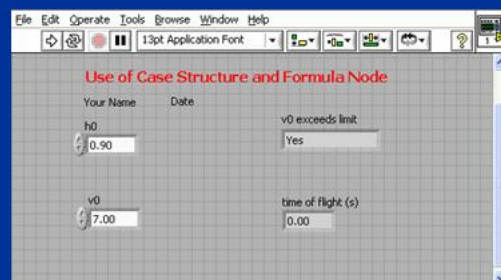 File Edit Operate Tools Browse Window Help
13pt Application Font
Use of Case Structure and Formula Node
Your Name Date
h0
0.90
v0 exceeds limit
Yes
v0
7.00
time of flight (s)
0.00